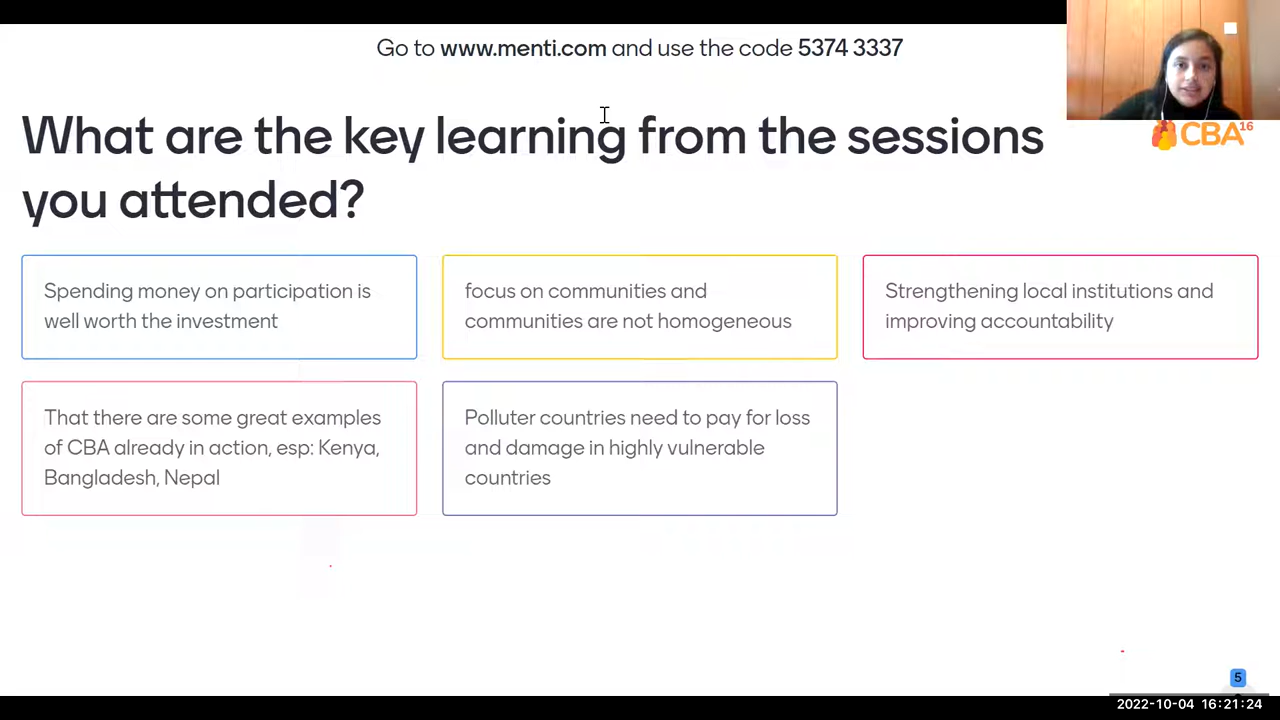 Go to www.menti.com and use the code 5374 3337
What are the key learning from the sessions
you attended?
CBA16
Spending money on participation is
well worth the investment
focus on communities and
communities are not homogeneous
Strengthening local institutions and
improving accountability
That there are some great examples
of CBA already in action, esp: Kenya,
Bangladesh, Nepal
Polluter countries need to pay for loss
and damage in highly vulnerable
countries
5
2022-10-04 16:21:24